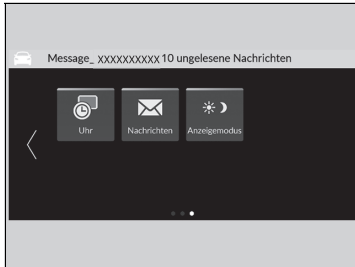 Message_ XXXXXXXXXX 10 ungelesene Nachrichten
Uhr
Nachrichten
Anzeigemodus